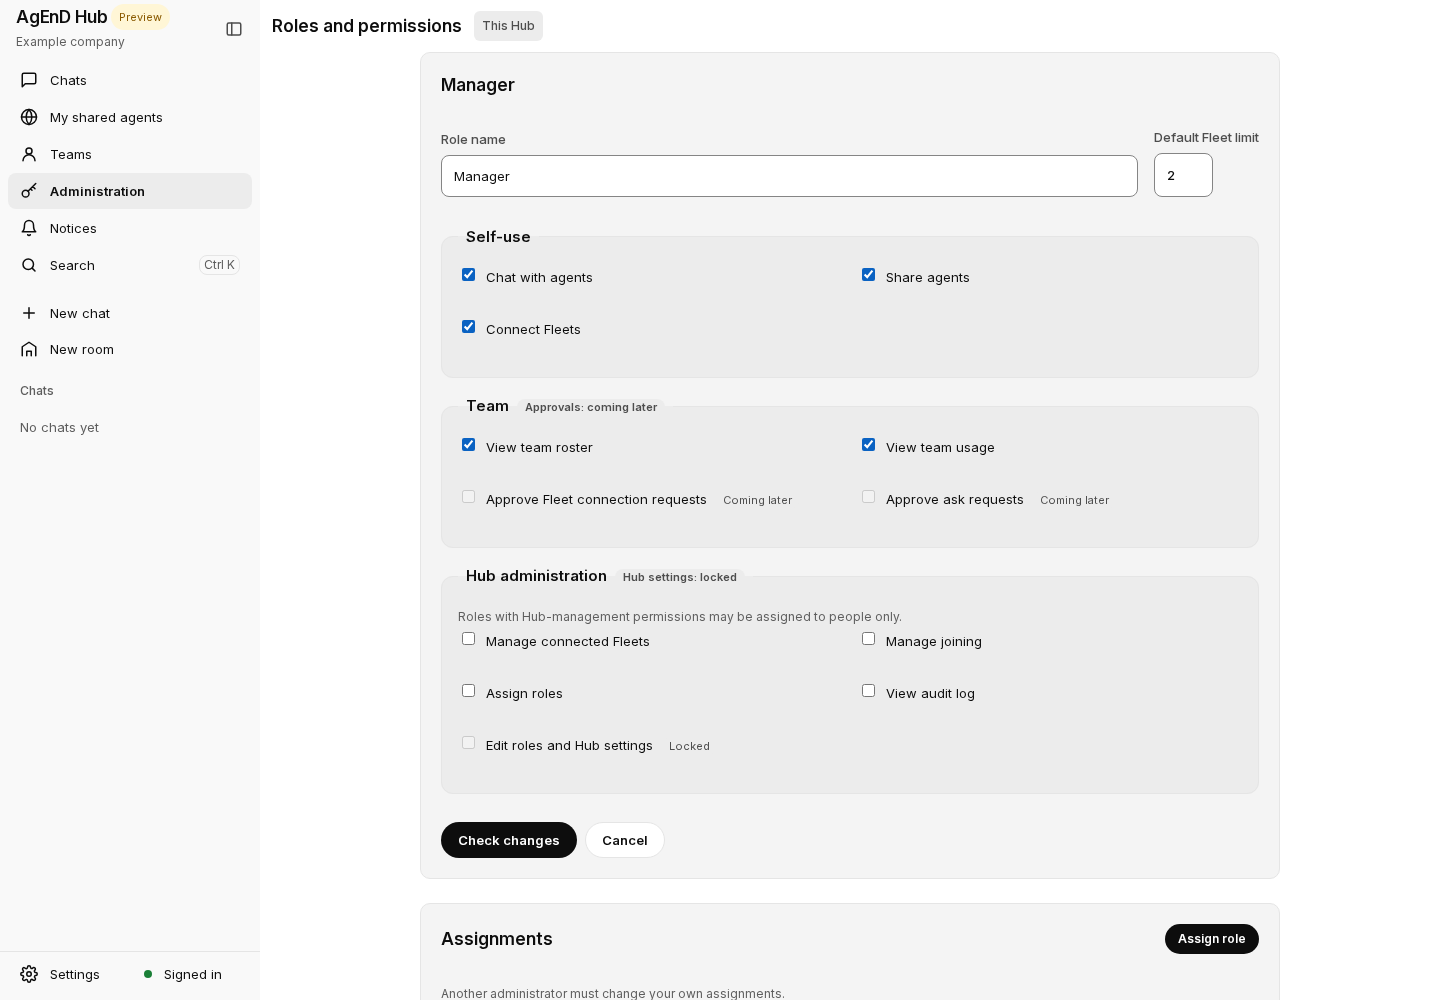 AgEnD Hub Preview
Example company
Chats
My shared agents
Teams
Administration
Notices
Search Ctrl K
New chat
New room
Chats
No chats yet
Settings Signed in
Roles and permissions This Hub
Manager
Role name Default Fleet limit
Manager 2
Self-use
Chat with agents Share agents
Connect Fleets
Team Approvals: coming later
View team roster View team usage
Approve Fleet connection requests Coming later Approve ask requests Coming later
Hub administration Hub settings: locked
Roles with Hub-management permissions may be assigned to people only.
Manage connected Fleets Manage joining
Assign roles View audit log
Edit roles and Hub settings Locked
Check changes Cancel
Assignments Assign role
Another administrator must change your own assignments.